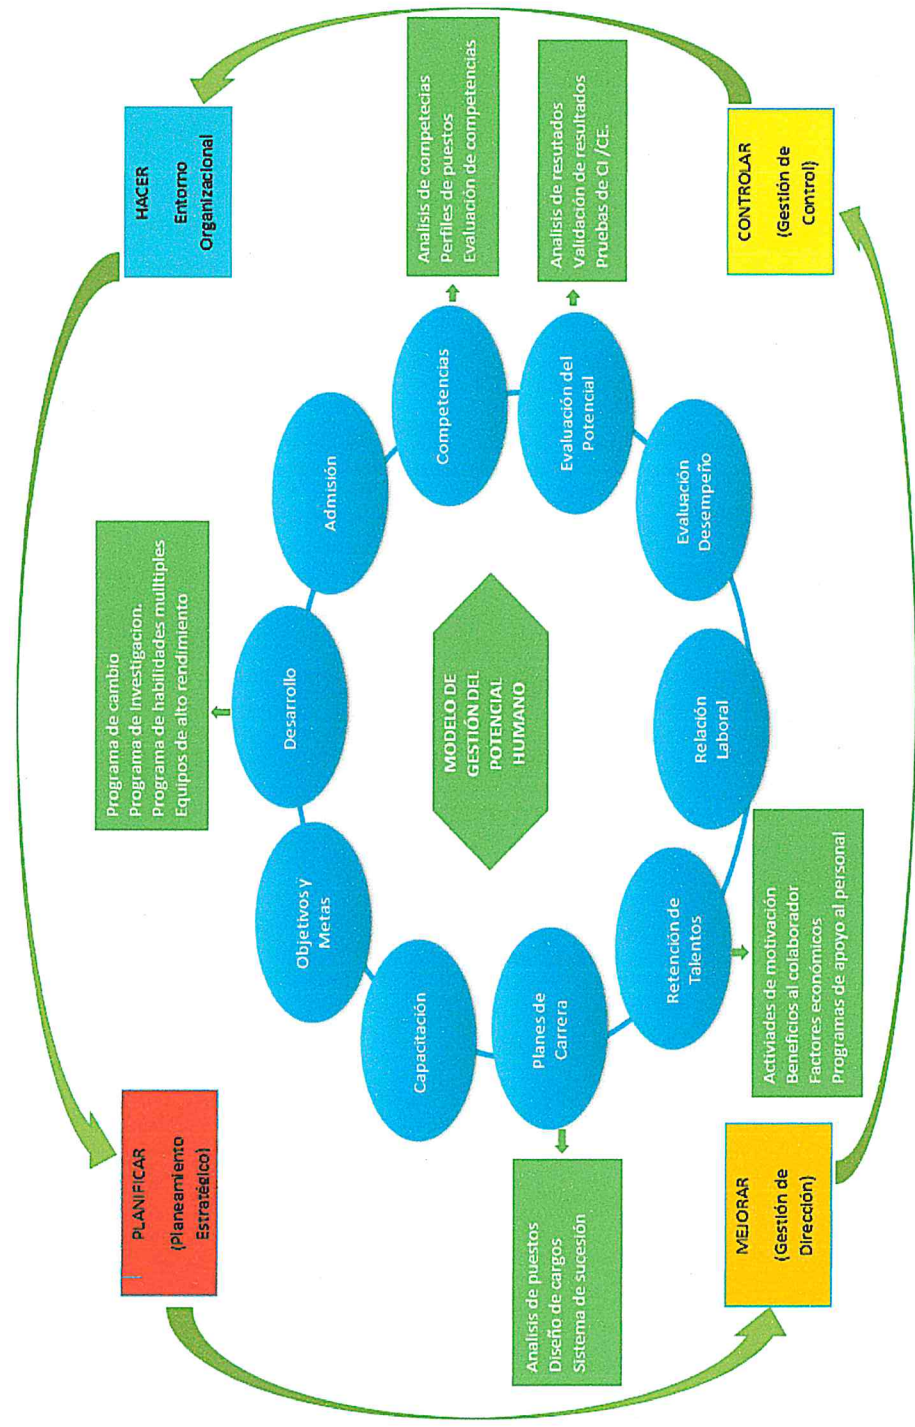 PLANIFICAR
(Planeamiento
Estratégico)
HACER
Entorno
Organizacional
Programa de cambio
Programa de Investigacion.
Programa de habilidades mulltiples
Equipos de alto rendimiento
Desarrollo
Objetivos y
Metas
Admisión
Capacitación
Competencias
Analisis de competecias
Perfiles de puestos
Evaluación de competencias
MODELO DE
GESTIÓN DEL
POTENCIAL
HUMANO
Analisis de puestos
Diseño de cargos
Sistema de sucesión
Planes de
Carrera
Evaluación del
Potencial
Analisis de resutados
Validación de resultados
Pruebas de CI /CE.
Retención de
Talentos
Relación
Laboral
Evaluación
Desempeño
Activiades de motivación
Beneficios al colaborador
Factores económicos
Programas de apoyo al personal
MEJORAR
(Gestión de
Dirección)
CONTROLAR
(Gestión de
Control)